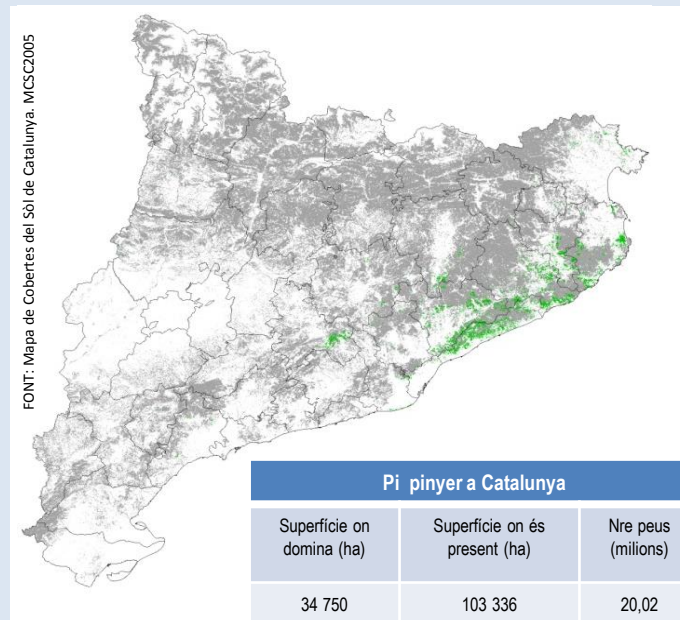 FONT: Mapa de Cobertes del Sòl de Catalunya. MCSC2005
Pi pinyer a Catalunya
Superfície on domina (ha)
Superfície on és present (ha)
Nre peus (milions)
34 750
103 336
20,02